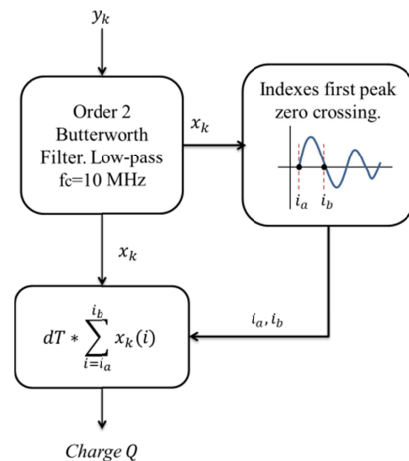 y_k
Order 2
Butterworth
Filter. Low-pass
fc=10 MHz
x_k
Indexes first peak
zero crossing.
i_a i_b
x_k
i_a, i_b
dT * ∑_{i=i_a}^{i_b} x_k(i)
Charge Q